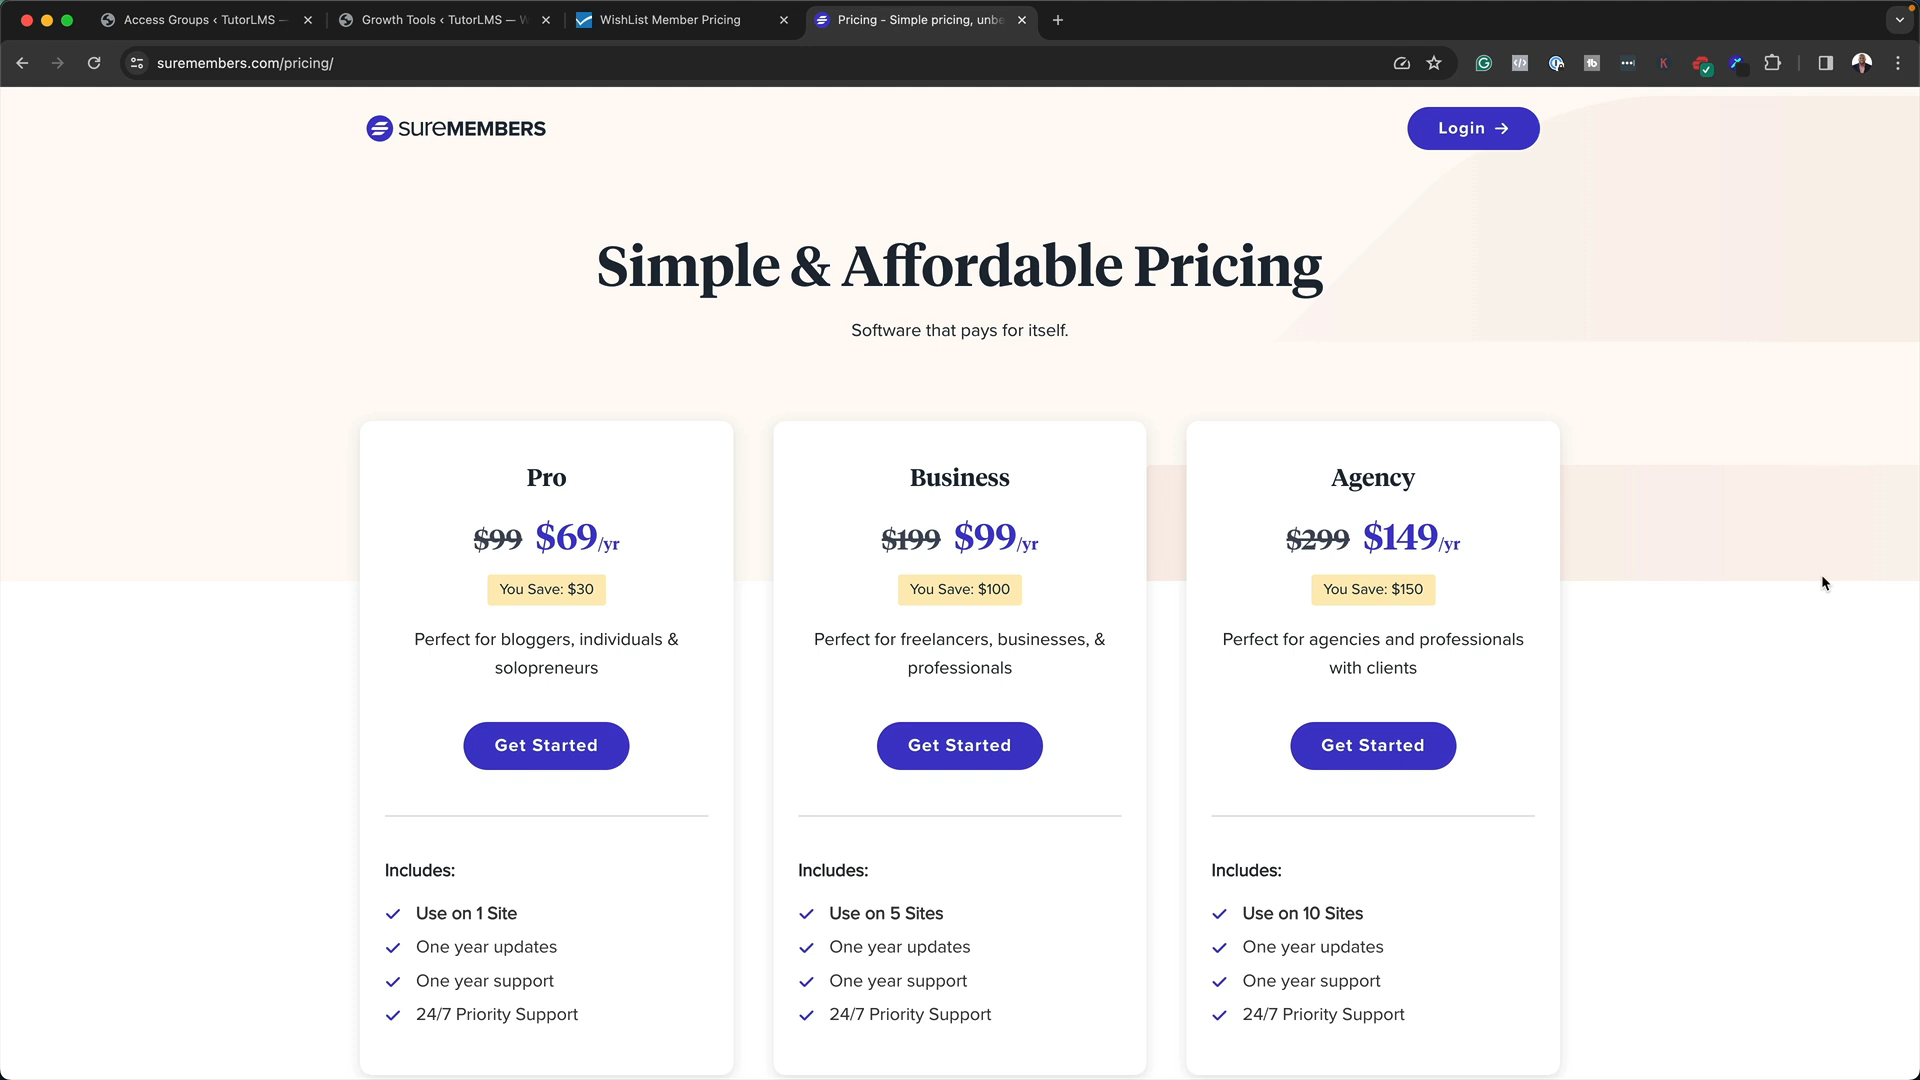 Access Groups ‹ TutorLMS —
Growth Tools ‹ TutorLMS — W
WishList Member Pricing
Pricing - Simple pricing, unbe
suremembers.com/pricing/
sureMEMBERS
Login →
Simple & Affordable Pricing
Software that pays for itself.
Pro
$99 $69/yr
You Save: $30
Perfect for bloggers, individuals &
solopreneurs
Get Started
Includes:
Use on 1 Site
One year updates
One year support
24/7 Priority Support
Business
$199 $99/yr
You Save: $100
Perfect for freelancers, businesses, &
professionals
Get Started
Includes:
Use on 5 Sites
One year updates
One year support
24/7 Priority Support
Agency
$299 $149/yr
You Save: $150
Perfect for agencies and professionals
with clients
Get Started
Includes:
Use on 10 Sites
One year updates
One year support
24/7 Priority Support